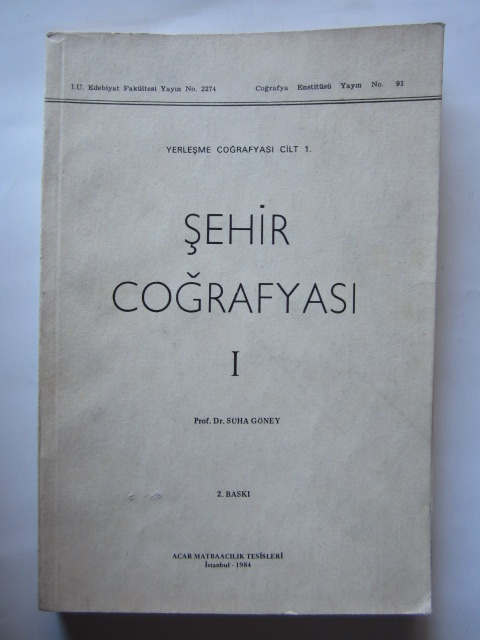 İ.Ü. Edebiyat Fakültesi Yayın No. 2274 Coğrafya Enstitüsü Yayın No. 91
YERLEŞME COĞRAFYASI CİLT 1.
ŞEHİR
COĞRAFYASI
I
Prof. Dr. SUHA GÖNEY
2. BASKI
ACAR MATBAACILIK TESİSLERİ
İstanbul - 1984